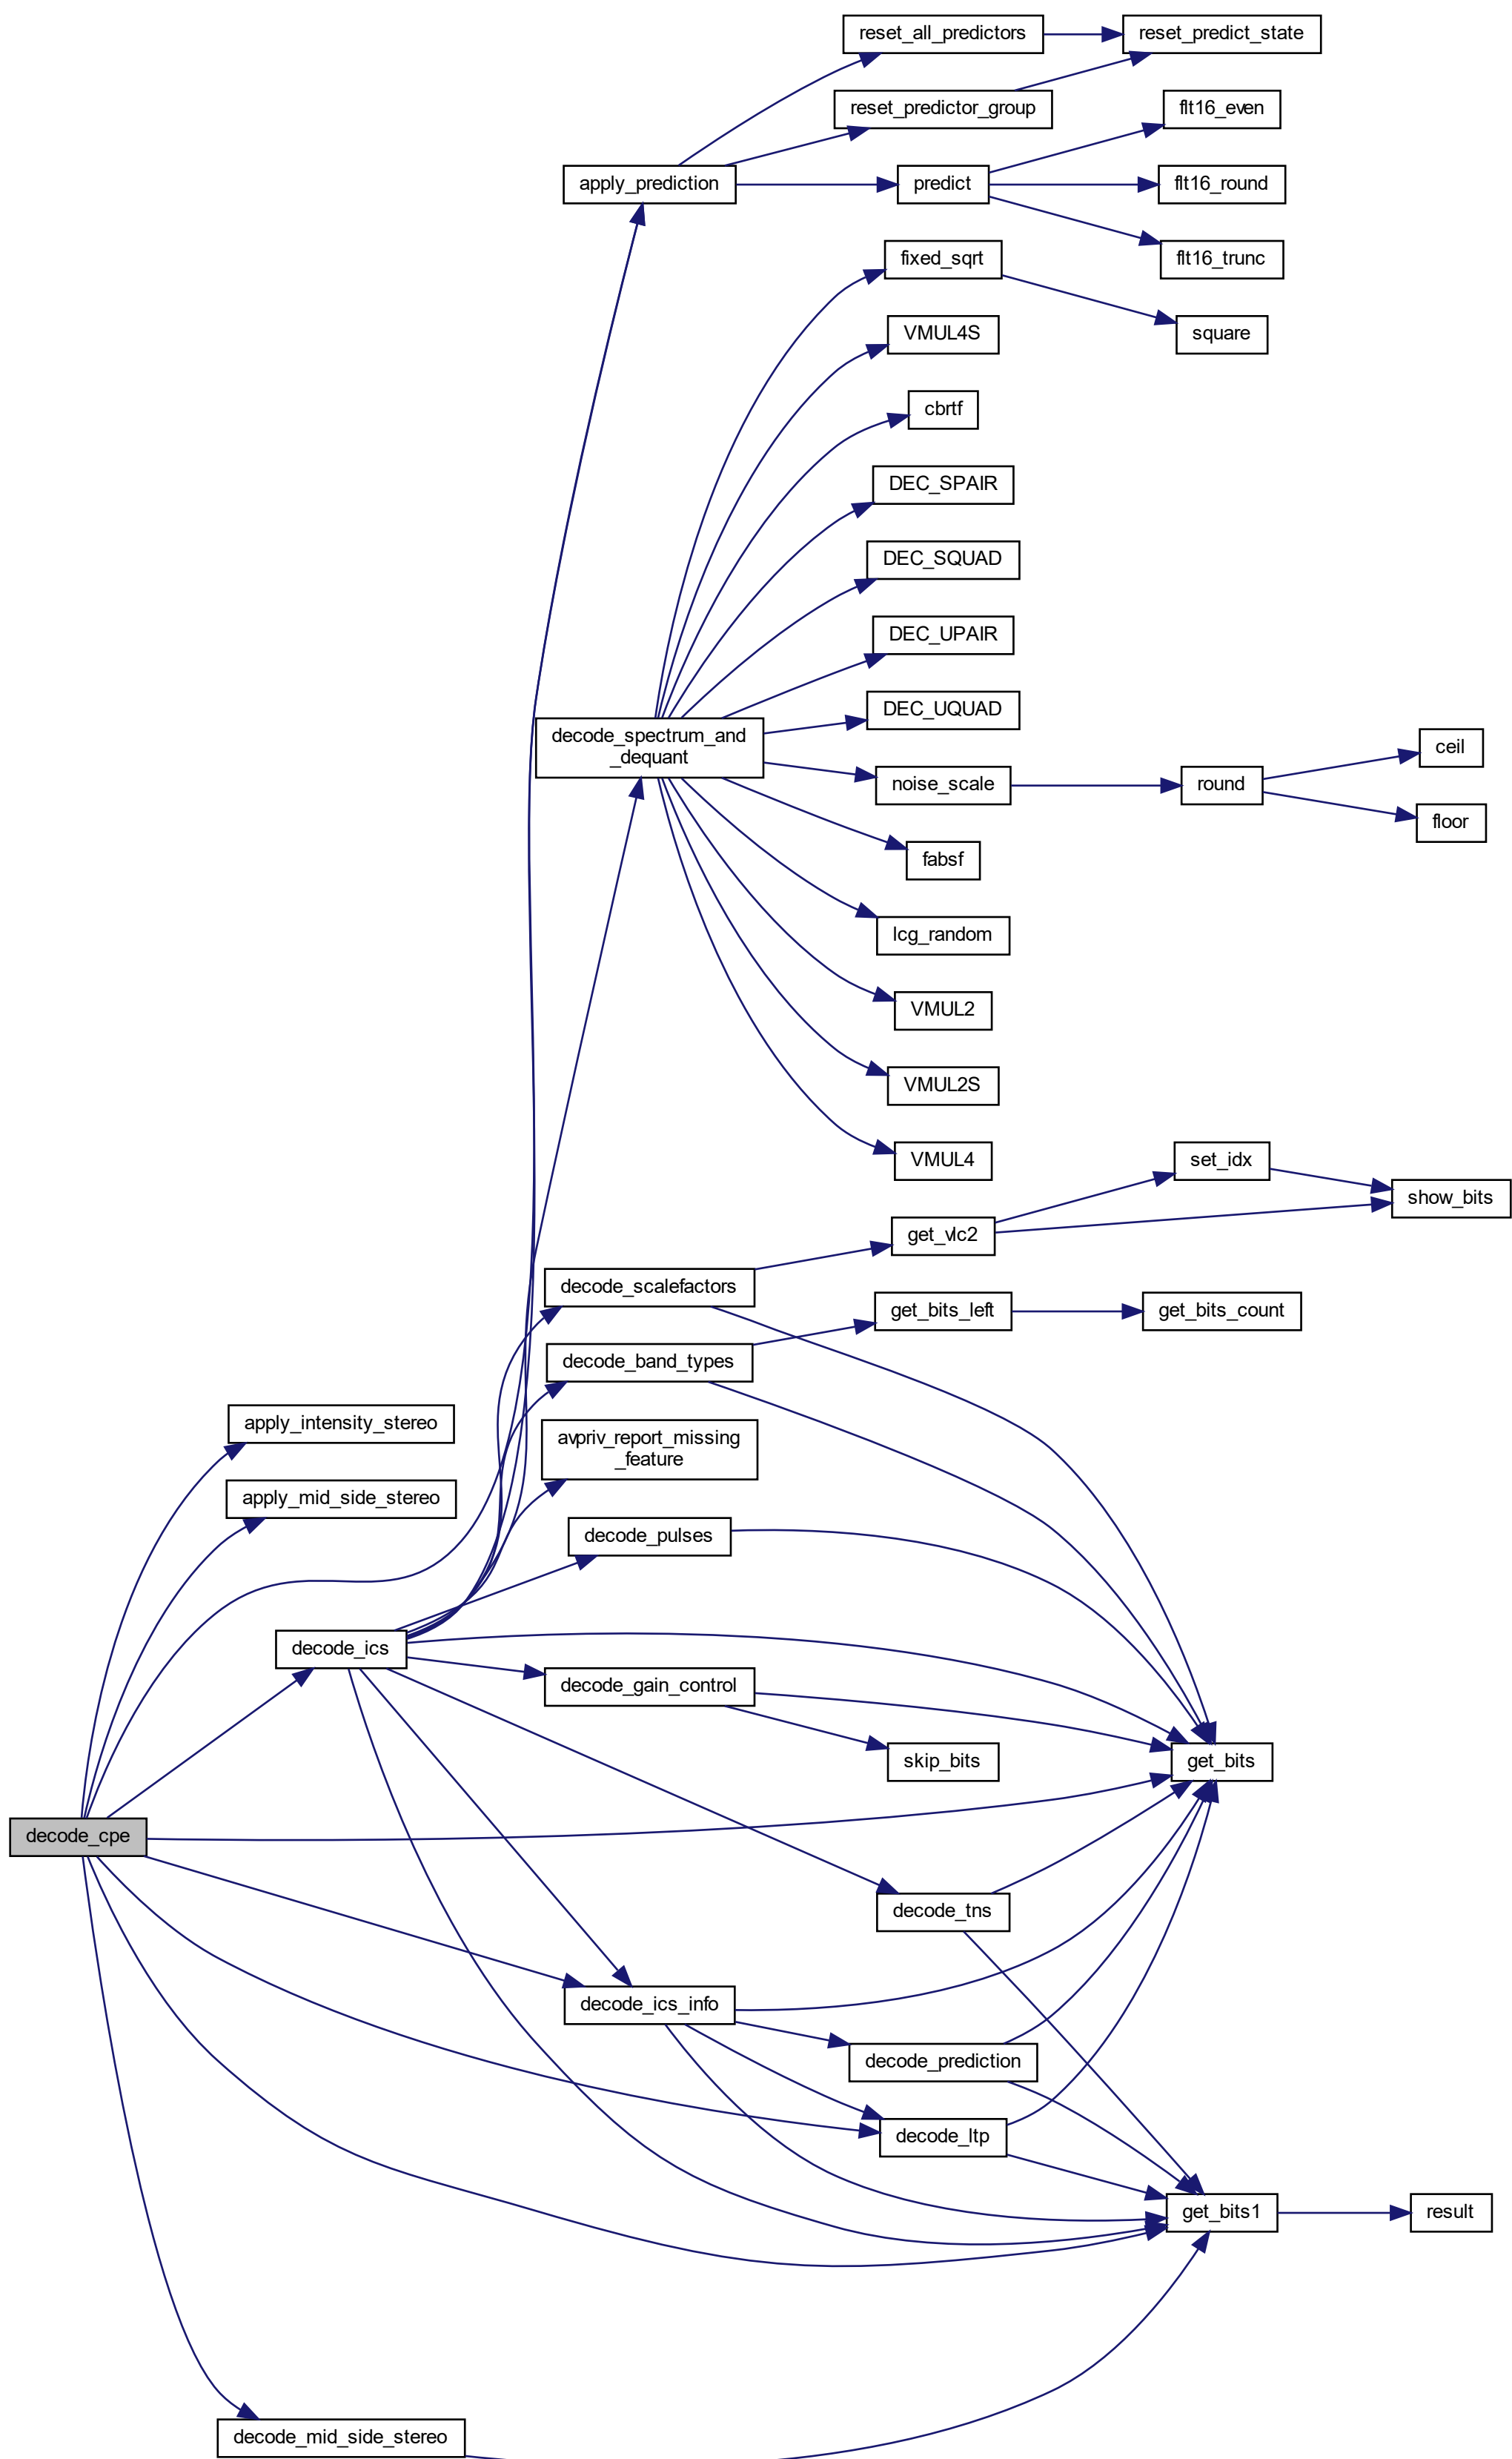 reset_all_predictors
reset_predict_state
reset_predictor_group
flt16_even
apply_prediction
predict
flt16_round
fixed_sqrt
flt16_trunc
VMUL4S
square
cbrtf
DEC_SPAIR
DEC_SQUAD
DEC_UPAIR
DEC_UQUAD
decode_spectrum_and
_dequant
noise_scale
round
ceil
floor
fabsf
lcg_random
VMUL2
VMUL2S
VMUL4
set_idx
show_bits
get_vlc2
decode_scalefactors
get_bits_left
get_bits_count
decode_band_types
apply_intensity_stereo
avpriv_report_missing
_feature
apply_mid_side_stereo
decode_pulses
decode_ics
decode_gain_control
skip_bits
get_bits
decode_cpe
decode_tns
decode_ics_info
decode_prediction
decode_ltp
get_bits1
result
decode_mid_side_stereo